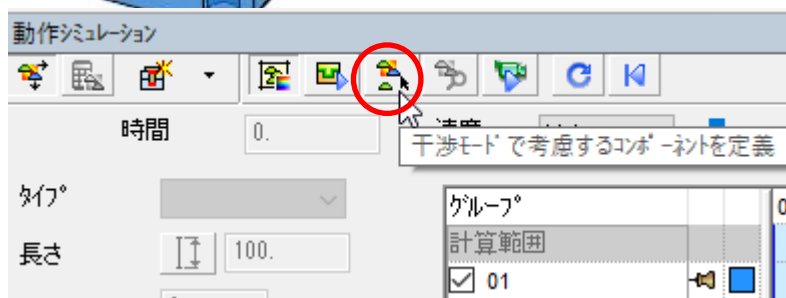 動作ｼﾐｭﾚｰｼｮﾝ
時間
0.
干渉ﾓｰﾄﾞで考慮するｺﾝﾎﾟｰﾈﾝﾄを定義
ﾀｲﾌﾟ
ｸﾞﾙｰﾌﾟ
0
計算範囲
長さ
100.
01